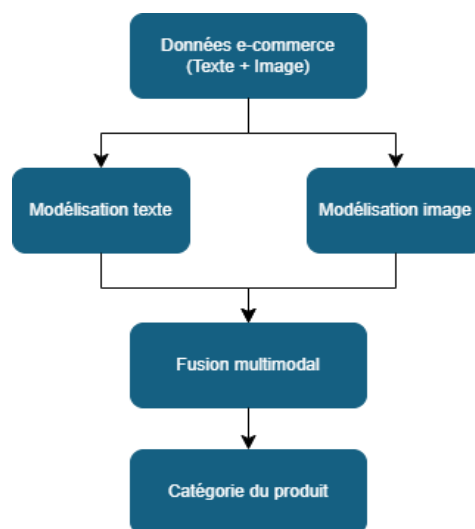 Données e-commerce
(Texte + Image)
Modélisation texte
Modélisation image
Fusion multimodal
Catégorie du produit